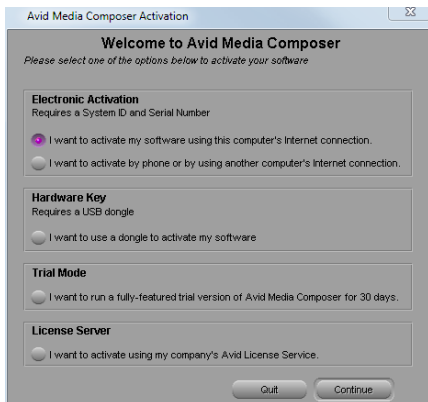 Avid Media Composer Activation
Welcome to Avid Media Composer
Please select one of the options below to activate your software
Electronic Activation
Requires a System ID and Serial Number
I want to activate my software using this computer's Internet connection.
I want to activate by phone or by using another computer's Internet connection.
Hardware Key
Requires a USB dongle
I want to use a dongle to activate my software
Trial Mode
I want to run a fully-featured trial version of Avid Media Composer for 30 days.
License Server
I want to activate using my company's Avid License Service.
Quit Continue